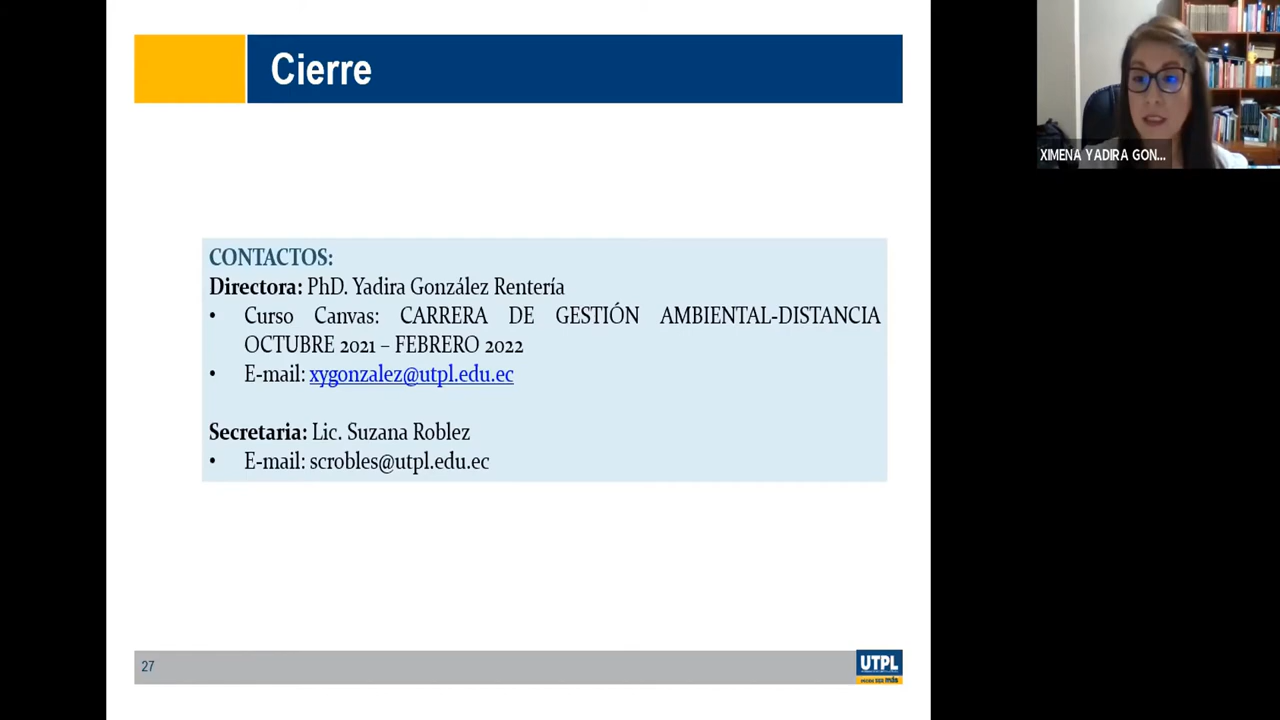 Cierre
XIMENA YADIRA GON...
CONTACTOS:
Directora: PhD. Yadira González Rentería
• Curso Canvas: CARRERA DE GESTIÓN AMBIENTAL-DISTANCIA
OCTUBRE 2021 – FEBRERO 2022
• E-mail: xygonzalez@utpl.edu.ec
Secretaria: Lic. Suzana Roblez
• E-mail: scrobles@utpl.edu.ec
27
UTPL